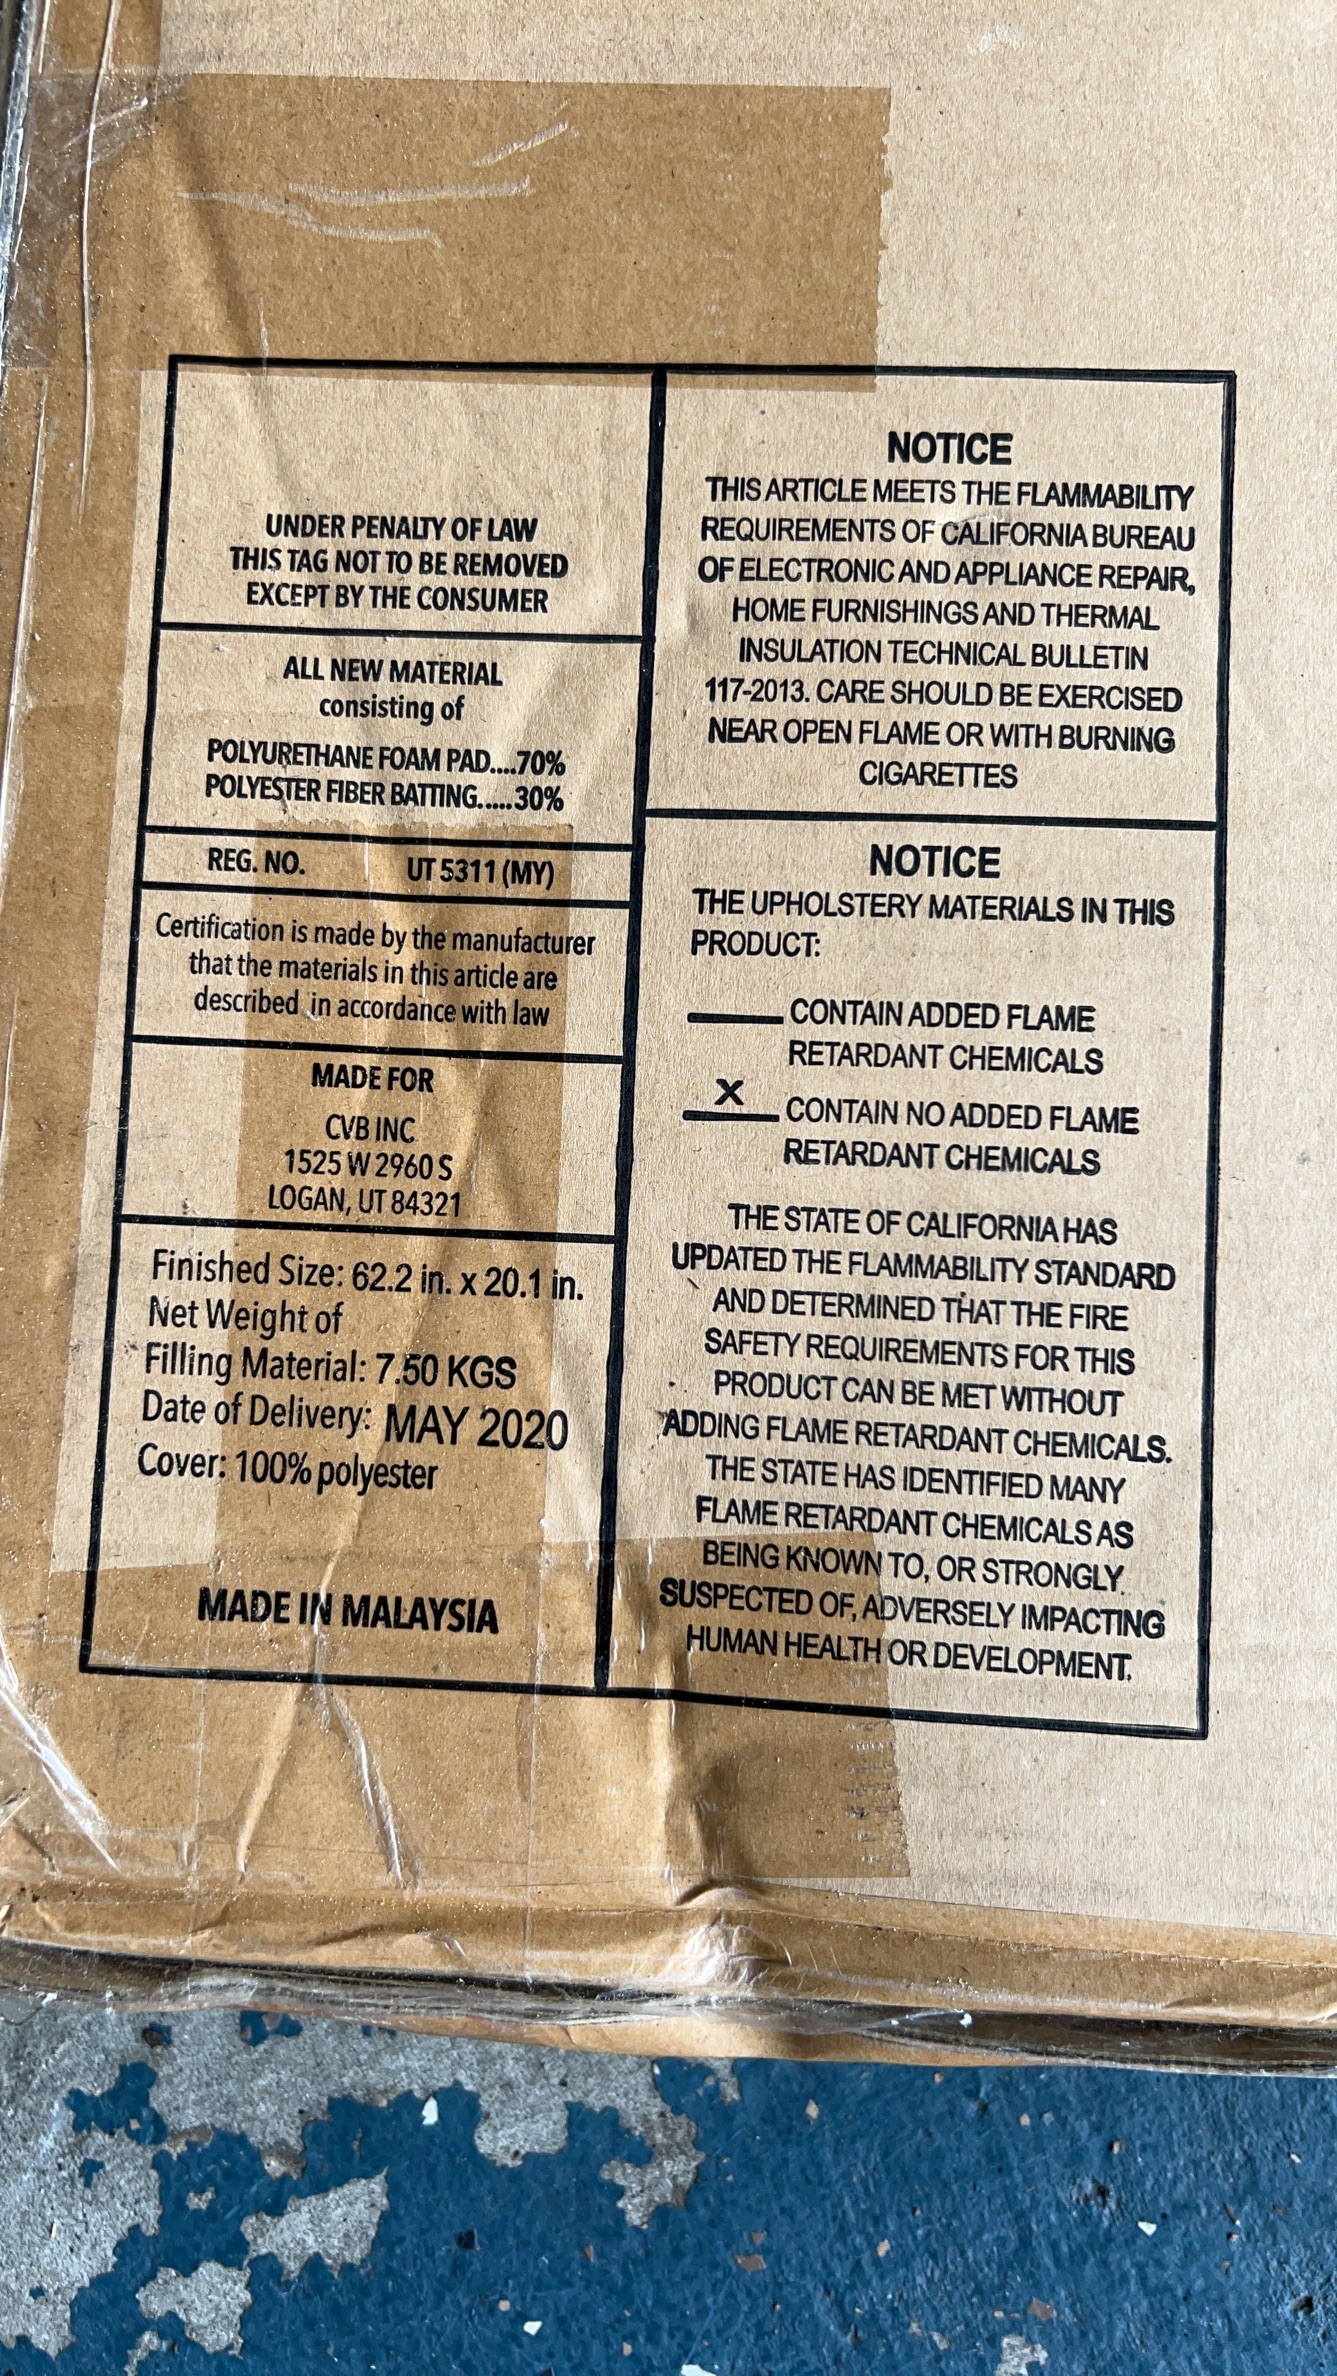 UNDER PENALTY OF LAW
THIS TAG NOT TO BE REMOVED
EXCEPT BY THE CONSUMER
ALL NEW MATERIAL
consisting of
POLYURETHANE FOAM PAD....70%
POLYESTER FIBER BATTING.....30%
REG. NO. UT 5311 (MY)
Certification is made by the manufacturer
that the materials in this article are
described in accordance with law
MADE FOR
CVB INC
1525 W 2960 S
LOGAN, UT 84321
Finished Size: 62.2 in. x 20.1 in.
Net Weight of
Filling Material: 7.50 KGS
Date of Delivery: MAY 2020
Cover: 100% polyester
MADE IN MALAYSIA
NOTICE
THIS ARTICLE MEETS THE FLAMMABILITY
REQUIREMENTS OF CALIFORNIA BUREAU
OF ELECTRONIC AND APPLIANCE REPAIR,
HOME FURNISHINGS AND THERMAL
INSULATION TECHNICAL BULLETIN
117-2013. CARE SHOULD BE EXERCISED
NEAR OPEN FLAME OR WITH BURNING
CIGARETTES
NOTICE
THE UPHOLSTERY MATERIALS IN THIS
PRODUCT:
CONTAIN ADDED FLAME
RETARDANT CHEMICALS
X CONTAIN NO ADDED FLAME
RETARDANT CHEMICALS
THE STATE OF CALIFORNIA HAS
UPDATED THE FLAMMABILITY STANDARD
AND DETERMINED THAT THE FIRE
SAFETY REQUIREMENTS FOR THIS
PRODUCT CAN BE MET WITHOUT
ADDING FLAME RETARDANT CHEMICALS.
THE STATE HAS IDENTIFIED MANY
FLAME RETARDANT CHEMICALS AS
BEING KNOWN TO, OR STRONGLY
SUSPECTED OF, ADVERSELY IMPACTING
HUMAN HEALTH OR DEVELOPMENT.